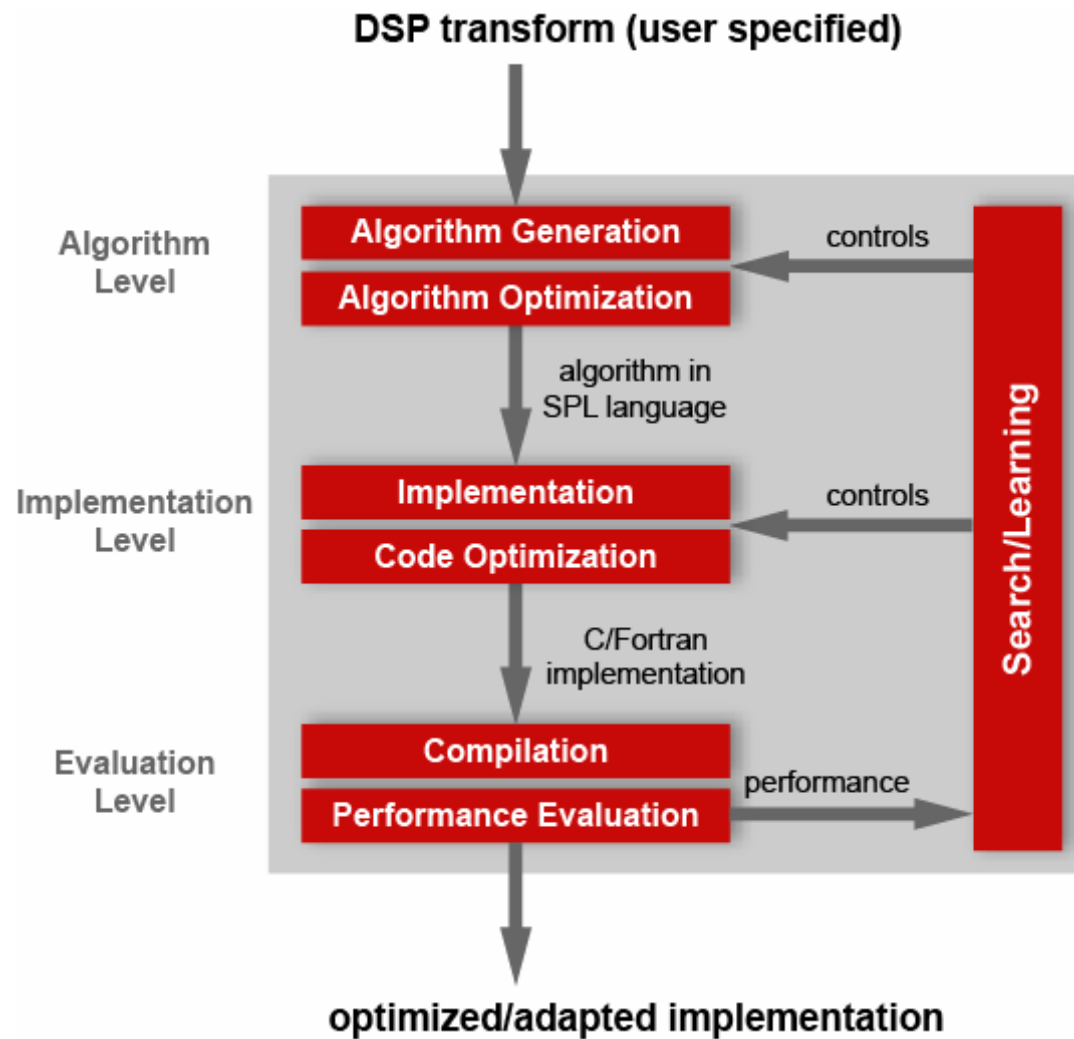 DSP transform (user specified)
Algorithm
Level
Algorithm Generation
Algorithm Optimization
controls
algorithm in
SPL language
Implementation
Level
Implementation
Code Optimization
controls
Search/Learning
C/Fortran
implementation
Evaluation
Level
Compilation
Performance Evaluation
performance
optimized/adapted implementation